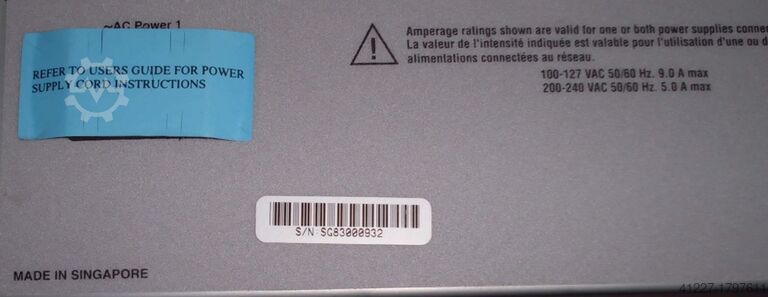 ~AC Power 1
REFER TO USERS GUIDE FOR POWER
SUPPLY CORD INSTRUCTIONS
Amperage ratings shown are valid for one or both power supplies conne
La valeur de l'intensité indiquée est valable pour l'utilisation d'une ou d
alimentations connectées au réseau.
100-127 VAC 50/60 Hz. 9.0 A max
200-240 VAC 50/60 Hz. 5.0 A max
S/N:SG83000932
MADE IN SINGAPORE
41227-1797611